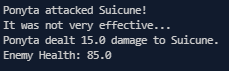 Ponyta attacked Suicune!
It was not very effective...
Ponyta dealt 15.0 damage to Suicune.
Enemy Health: 85.0